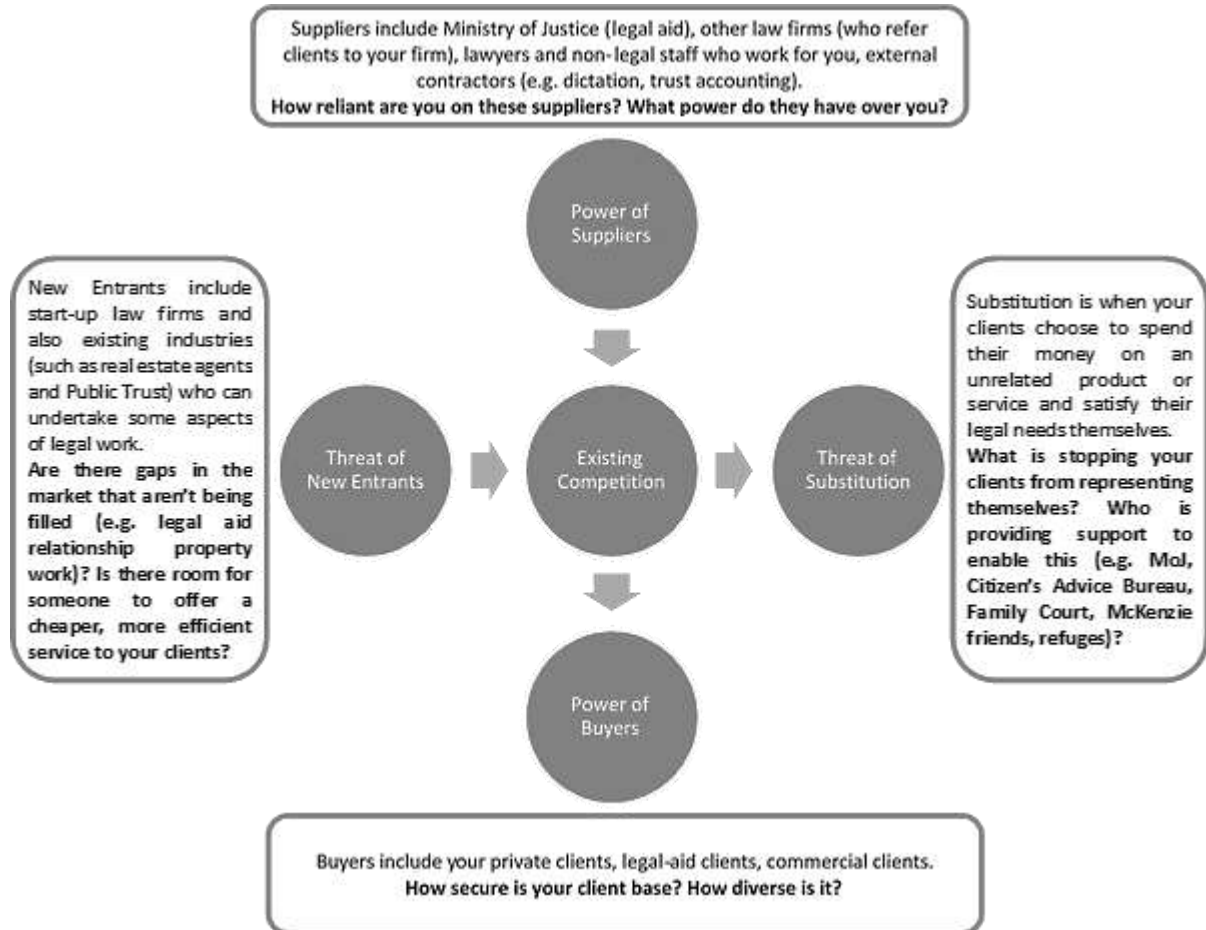 Suppliers include Ministry of Justice (legal aid), other law firms (who refer
clients to your firm), lawyers and non-legal staff who work for you, external
contractors (e.g. dictation, trust accounting).
How reliant are you on these suppliers? What power do they have over you?
Power of
Suppliers
New Entrants include
start-up law firms and
also existing industries
(such as real estate agents
and Public Trust) who can
undertake some aspects
of legal work.
Are there gaps in the
market that aren't being
filled (e.g. legal aid
relationship property
work)? Is there room for
someone to offer a
cheaper, more efficient
service to your clients?
Threat of
New Entrants
Existing
Competition
Threat of
Substitution
Substitution is when your
clients choose to spend
their money on an
unrelated product or
service and satisfy their
legal needs themselves.
What is stopping your
clients from representing
themselves? Who is
providing support to
enable this (e.g. MoJ,
Citizen's Advice Bureau,
Family Court, McKenzie
friends, refuges)?
Power of
Buyers
Buyers include your private clients, legal-aid clients, commercial clients.
How secure is your client base? How diverse is it?